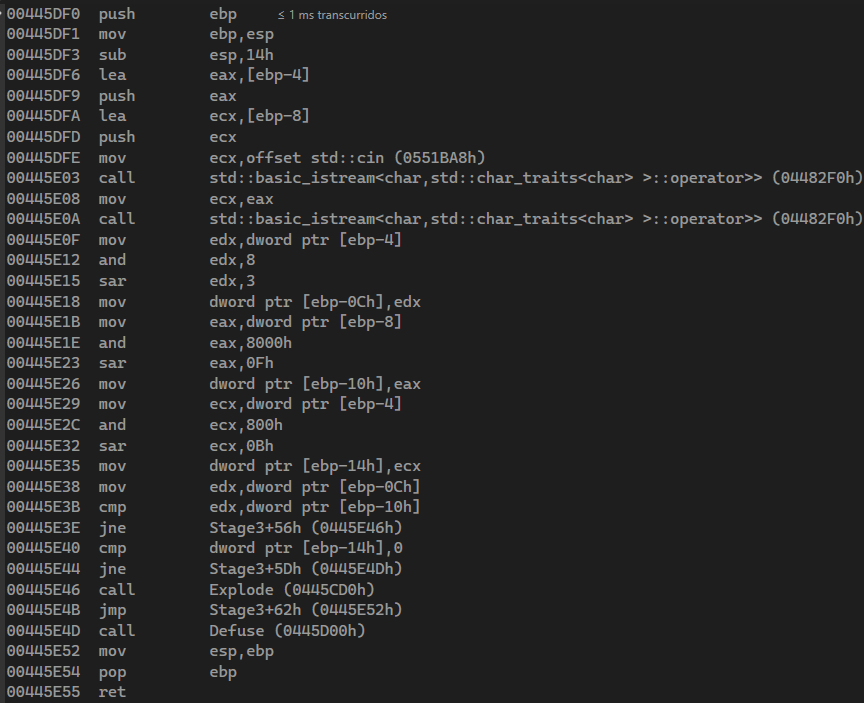 00445DF0 push ebp ≤ 1 ms transcurridos
00445DF1 mov ebp,esp
00445DF3 sub esp,14h
00445DF6 lea eax,[ebp-4]
00445DF9 push eax
00445DFA lea ecx,[ebp-8]
00445DFD push ecx
00445DFE mov ecx,offset std::cin (0551BA8h)
00445E03 call std::basic_istream<char,std::char_traits<char> >::operator>> (04482F0h)
00445E08 mov ecx,eax
00445E0A call std::basic_istream<char,std::char_traits<char> >::operator>> (04482F0h)
00445E0F mov edx,dword ptr [ebp-4]
00445E12 and edx,8
00445E15 sar edx,3
00445E18 mov dword ptr [ebp-0Ch],edx
00445E1B mov eax,dword ptr [ebp-8]
00445E1E and eax,8000h
00445E23 sar eax,0Fh
00445E26 mov dword ptr [ebp-10h],eax
00445E29 mov ecx,dword ptr [ebp-4]
00445E2C and ecx,800h
00445E32 sar ecx,0Bh
00445E35 mov dword ptr [ebp-14h],ecx
00445E38 mov edx,dword ptr [ebp-0Ch]
00445E3B cmp edx,dword ptr [ebp-10h]
00445E3E jne Stage3+56h (0445E46h)
00445E40 cmp dword ptr [ebp-14h],0
00445E44 jne Stage3+5Dh (0445E4Dh)
00445E46 call Explode (0445CD0h)
00445E4B jmp Stage3+62h (0445E52h)
00445E4D call Defuse (0445D00h)
00445E52 mov esp,ebp
00445E54 pop ebp
00445E55 ret